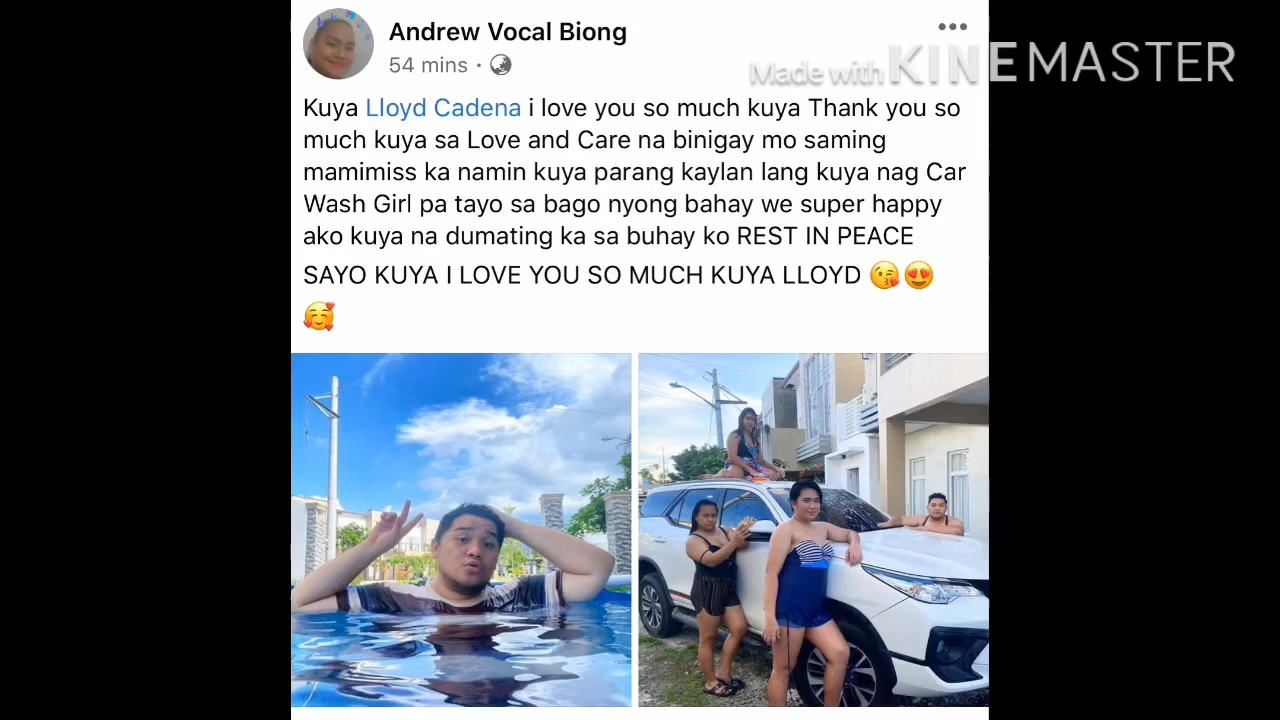 Andrew Vocal Biong
54 mins ·
Made with KINEMASTER
Kuya Lloyd Cadena i love you so much kuya Thank you so
much kuya sa Love and Care na binigay mo saming
mamimiss ka namin kuya parang kaylan lang kuya nag Car
Wash Girl pa tayo sa bago nyong bahay we super happy
ako kuya na dumating ka sa buhay ko REST IN PEACE
SAYO KUYA I LOVE YOU SO MUCH KUYA LLOYD 😘😍
🥰